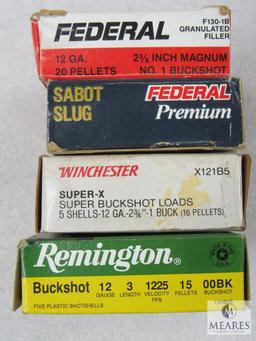 FEDERAL
F130-1B
GRANULATED
FILLER
12 GA.
2¾ INCH MAGNUM
20 PELLETS
NO. 1 BUCKSHOT
SABOT
SLUG
FEDERAL
Premium
WINCHESTER
X121B5
SUPER-X
SUPER BUCKSHOT LOADS
5 SHELLS-12 GA.-2¾"-1 BUCK (16 PELLETS)
Remington
Buckshot 12 3 1225 15 00BK
GAUGE LENGTH VELOCITY FPS PELLETS
FIVE PLASTIC SHOTSHELLS
MEARES